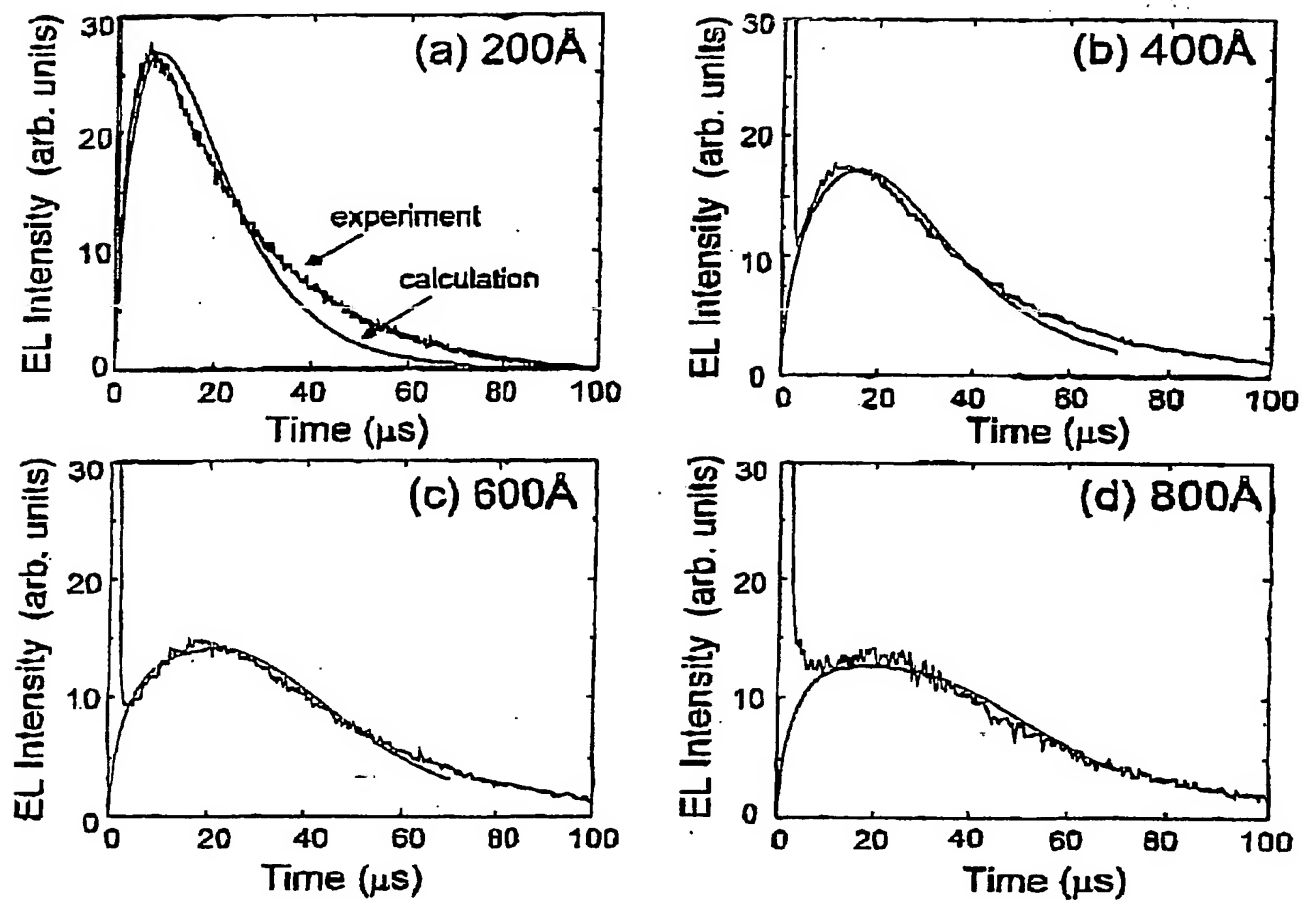 (a) 200Å
EL Intensity (arb. units)
30
20
10
0
experiment
calculation
0 20 40 60 80 100
Time (μs)
(b) 400Å
EL Intensity (arb. units)
30
20
10
0
0 20 40 60 80 100
Time (μs)
(c) 600Å
EL Intensity (arb. units)
30
20
10
0
0 20 40 60 80 100
Time (μs)
(d) 800Å
EL Intensity (arb. units)
30
20
10
0
0 20 40 60 80 100
Time (μs)